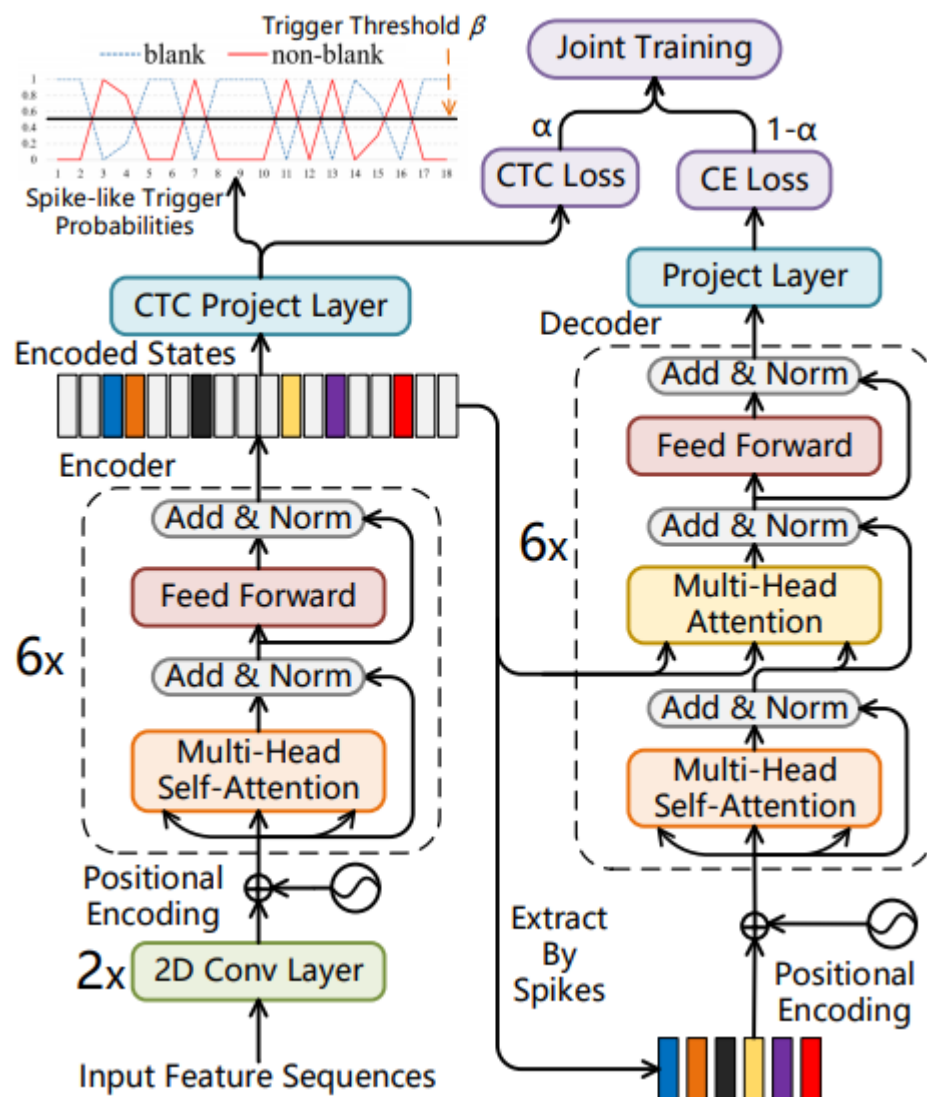 Trigger Threshold β
blank
non-blank
1
0.8
0.6
0.4
0.2
0
1 2 3 4 5 6 7 8 9 10 11 12 13 14 15 16 17 18
Spike-like Trigger
Probabilities
Joint Training
α
1-α
CTC Loss
CE Loss
CTC Project Layer
Project Layer
Encoded States
Decoder
Encoder
Add & Norm
Feed Forward
Add & Norm
Multi-Head
Self-Attention
6x
Positional
Encoding
2x
2D Conv Layer
Input Feature Sequences
Add & Norm
Feed Forward
Add & Norm
6x
Multi-Head
Attention
Add & Norm
Multi-Head
Self-Attention
Extract
By
Spikes
Positional
Encoding